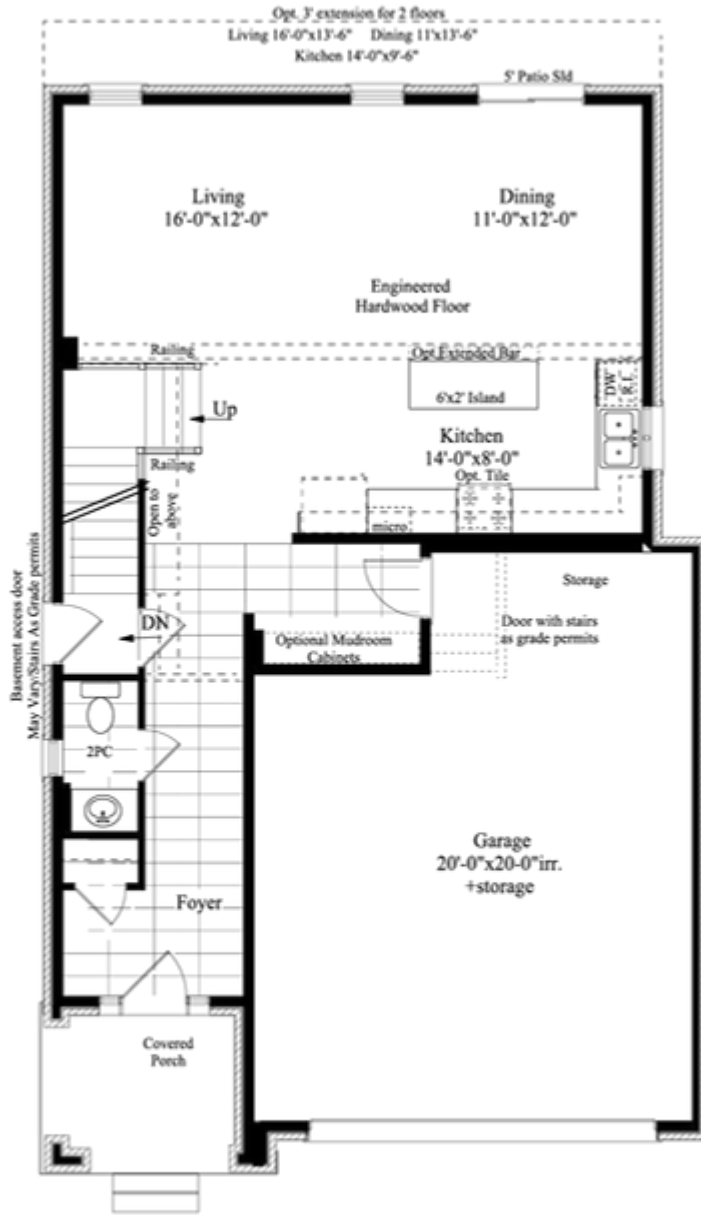 Opt. 3' extension for 2 floors
Living 16'-0"x13'-6" Dining 11'x13'-6"
Kitchen 14'-0"x9'-6"
5' Patio Sld
Living
16'-0"x12'-0"
Dining
11'-0"x12'-0"
Engineered
Hardwood Floor
Railing
Opt.Extended Bar
DW
R.I.
6'x2' Island
Up
Kitchen
14'-0"x8'-0"
Railing
Opt. Tile
Open to
above
micro
Basement access door
May Vary/Stairs As Grade permits
Storage
DN
Door with stairs
as grade permits
Optional Mudroom
Cabinets
2PC
Garage
20'-0"x20-0"irr.
+storage
Foyer
Covered
Porch